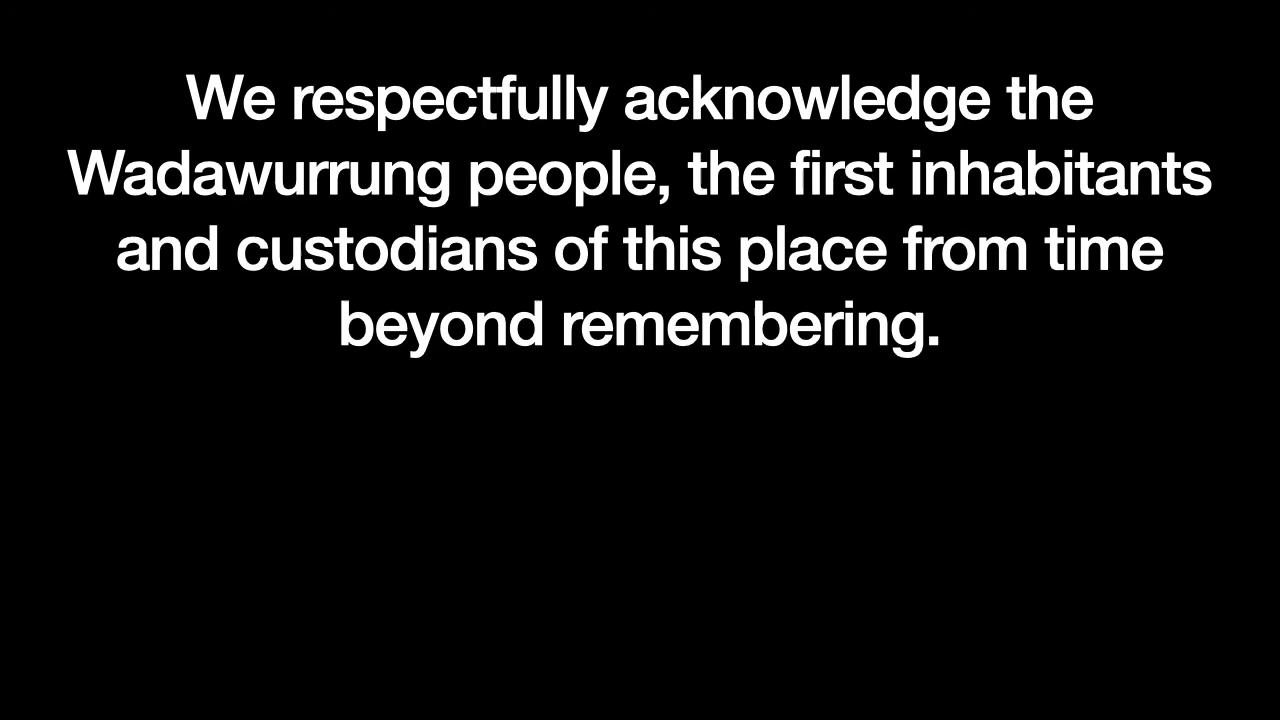 We respectfully acknowledge the
Wadawurrung people, the first inhabitants
and custodians of this place from time
beyond remembering.